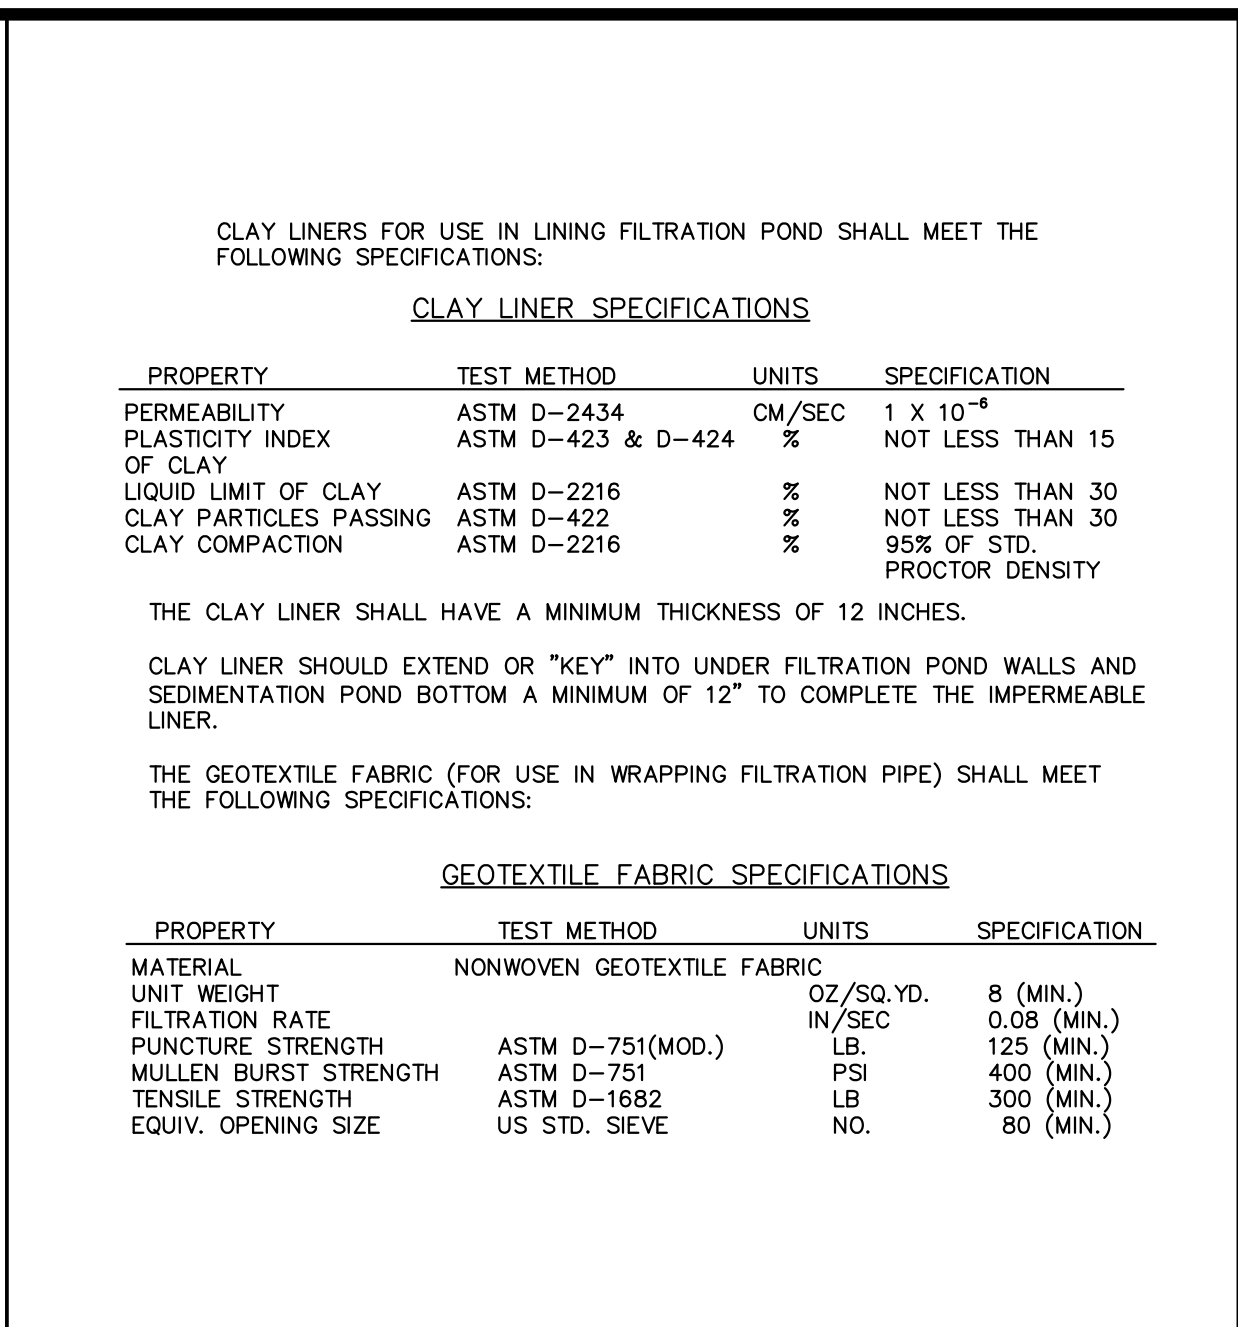 CLAY LINERS FOR USE IN LINING FILTRATION POND SHALL MEET THE
FOLLOWING SPECIFICATIONS:
CLAY LINER SPECIFICATIONS
PROPERTY TEST METHOD UNITS SPECIFICATION
PERMEABILITY ASTM D-2434 CM/SEC 1 X 10⁻⁶
PLASTICITY INDEX ASTM D-423 & D-424 % NOT LESS THAN 15
OF CLAY
LIQUID LIMIT OF CLAY ASTM D-2216 % NOT LESS THAN 30
CLAY PARTICLES PASSING ASTM D-422 % NOT LESS THAN 30
CLAY COMPACTION ASTM D-2216 % 95% OF STD.
PROCTOR DENSITY
THE CLAY LINER SHALL HAVE A MINIMUM THICKNESS OF 12 INCHES.
CLAY LINER SHOULD EXTEND OR "KEY" INTO UNDER FILTRATION POND WALLS AND
SEDIMENTATION POND BOTTOM A MINIMUM OF 12" TO COMPLETE THE IMPERMEABLE
LINER.
THE GEOTEXTILE FABRIC (FOR USE IN WRAPPING FILTRATION PIPE) SHALL MEET
THE FOLLOWING SPECIFICATIONS:
GEOTEXTILE FABRIC SPECIFICATIONS
PROPERTY TEST METHOD UNITS SPECIFICATION
MATERIAL NONWOVEN GEOTEXTILE FABRIC
UNIT WEIGHT OZ/SQ.YD. 8 (MIN.)
FILTRATION RATE IN/SEC 0.08 (MIN.)
PUNCTURE STRENGTH ASTM D-751(MOD.) LB. 125 (MIN.)
MULLEN BURST STRENGTH ASTM D-751 PSI 400 (MIN.)
TENSILE STRENGTH ASTM D-1682 LB 300 (MIN.)
EQUIV. OPENING SIZE US STD. SIEVE NO. 80 (MIN.)